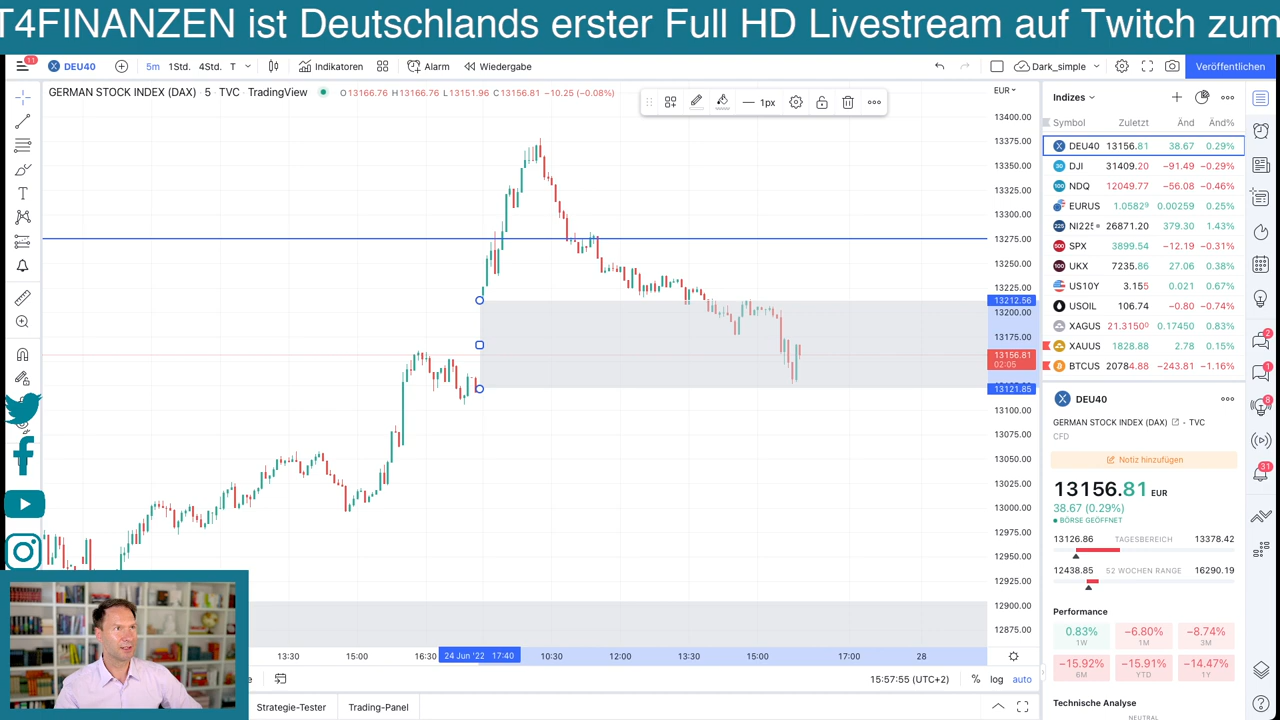 T4FINANZEN ist Deutschlands erster Full HD Livestream auf Twitch zum
11
DEU40
5m 1Std. 4Std. T
Indikatoren
Alarm
Wiedergabe
Dark_simple
Veröffentlichen
GERMAN STOCK INDEX (DAX) · 5 · TVC · TradingView
O13166.76 H13166.76 L13151.96 C13156.81 −10.25 (−0.08%)
1px
EUR
13400.00
13375.00
13350.00
13325.00
13300.00
13275.00
13250.00
13225.00
13212.56
13200.00
13175.00
13156.81
02:05
13121.85
13100.00
13075.00
13050.00
13025.00
13000.00
12975.00
12950.00
12925.00
12900.00
12875.00
13:30 15:00 16:30 24 Jun '22 17:40 10:30 12:00 13:30 15:00 17:00 28
15:57:55 (UTC+2) % log auto
Strategie-Tester Trading-Panel
Indizes
Symbol Zuletzt Änd Änd%
DEU40 13156.81 38.67 0.29%
DJI 31409.20 −91.49 −0.29%
NDQ 12049.77 −56.08 −0.46%
EURUS 1.05829 0.00259 0.25%
NI225 26871.20 379.30 1.43%
SPX 3899.54 −12.19 −0.31%
UKX 7235.86 27.06 0.38%
US10Y 3.155 0.021 0.67%
USOIL 106.74 −0.80 −0.74%
XAGUS 21.3150 0.17450 0.83%
XAUUS 1828.88 2.78 0.15%
BTCUS 20784.88 −243.81 −1.16%
DEU40
GERMAN STOCK INDEX (DAX) · TVC
CFD
Notiz hinzufügen
13156.81 EUR
38.67 (0.29%)
BÖRSE GEÖFFNET
13126.86 TAGESBEREICH 13378.42
12438.85 52 WOCHEN RANGE 16290.19
Performance
0.83% −6.80% −8.74%
1W 1M 3M
−15.92% −15.91% −14.47%
6M YTD 1Y
Technische Analyse
NEUTRAL
2
1
8
31